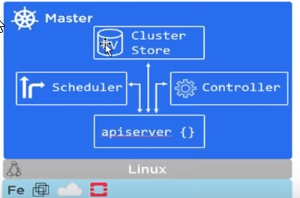 Master
Cluster
Store
Scheduler
Controller
apiserver {}
Linux
Fe